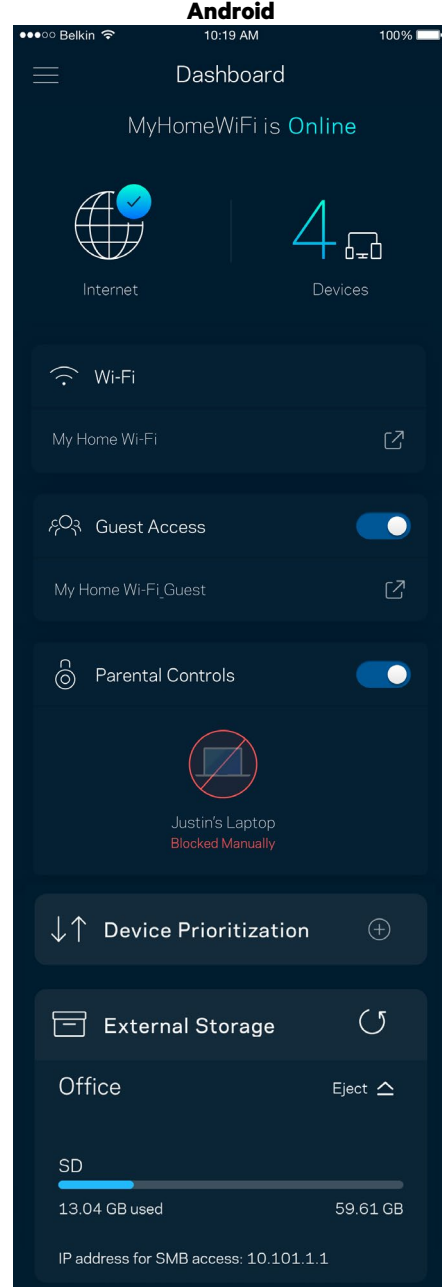 Android
Belkin 10:19 AM 100%
Dashboard
MyHomeWiFi is Online
4
Internet Devices
Wi-Fi
My Home Wi-Fi
Guest Access
My Home Wi-Fi_Guest
Parental Controls
Justin's Laptop
Blocked Manually
Device Prioritization
External Storage
Office Eject
SD
13.04 GB used 59.61 GB
IP address for SMB access: 10.101.1.1